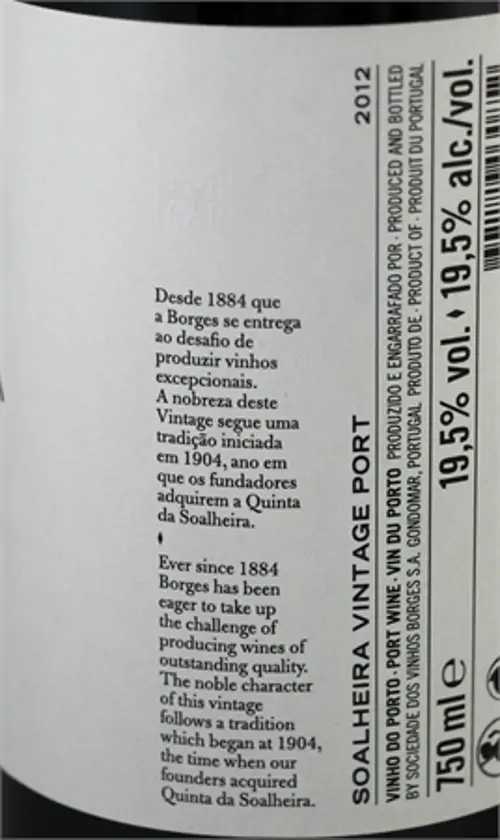 Desde 1884 que
a Borges se entrega
ao desafio de
produzir vinhos
excepcionais.
A nobreza deste
Vintage segue uma
tradição iniciada
em 1904, ano em
que os fundadores
adquirem a Quinta
da Soalheira.
Ever since 1884
Borges has been
eager to take up
the challenge of
producing wines of
outstanding quality.
The noble character
of this vintage
follows a tradition
which began at 1904,
the time when our
founders acquired
Quinta da Soalheira.
SOALHEIRA VINTAGE PORT 2012
VINHO DO PORTO · PORT WINE · VIN DU PORTO PRODUZIDO E ENGARRAFADO POR · PRODUCED AND BOTTLED
BY SOCIEDADE DOS VINHOS BORGES S.A. GONDOMAR, PORTUGAL PRODUTO DE · PRODUCT OF · PRODUIT DU PORTUGAL
750 ml e 19,5% vol. ♦ 19,5% alc./vol.